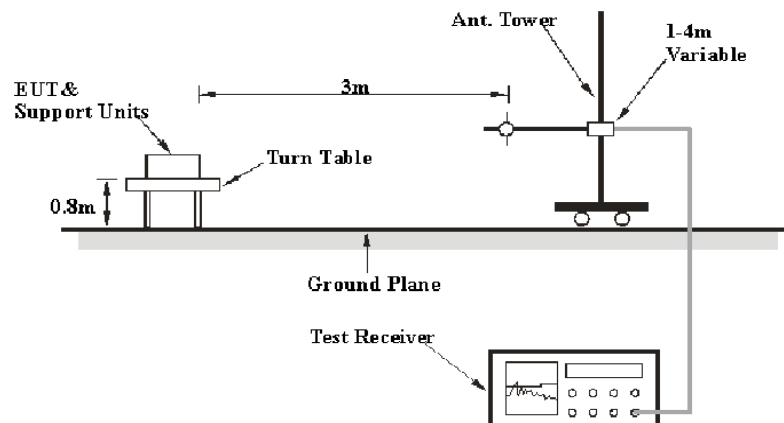 Ant. Tower
1-4m
Variable
EUT&
Support Units
3m
Turn Table
0.8m
Ground Plane
Test Receiver